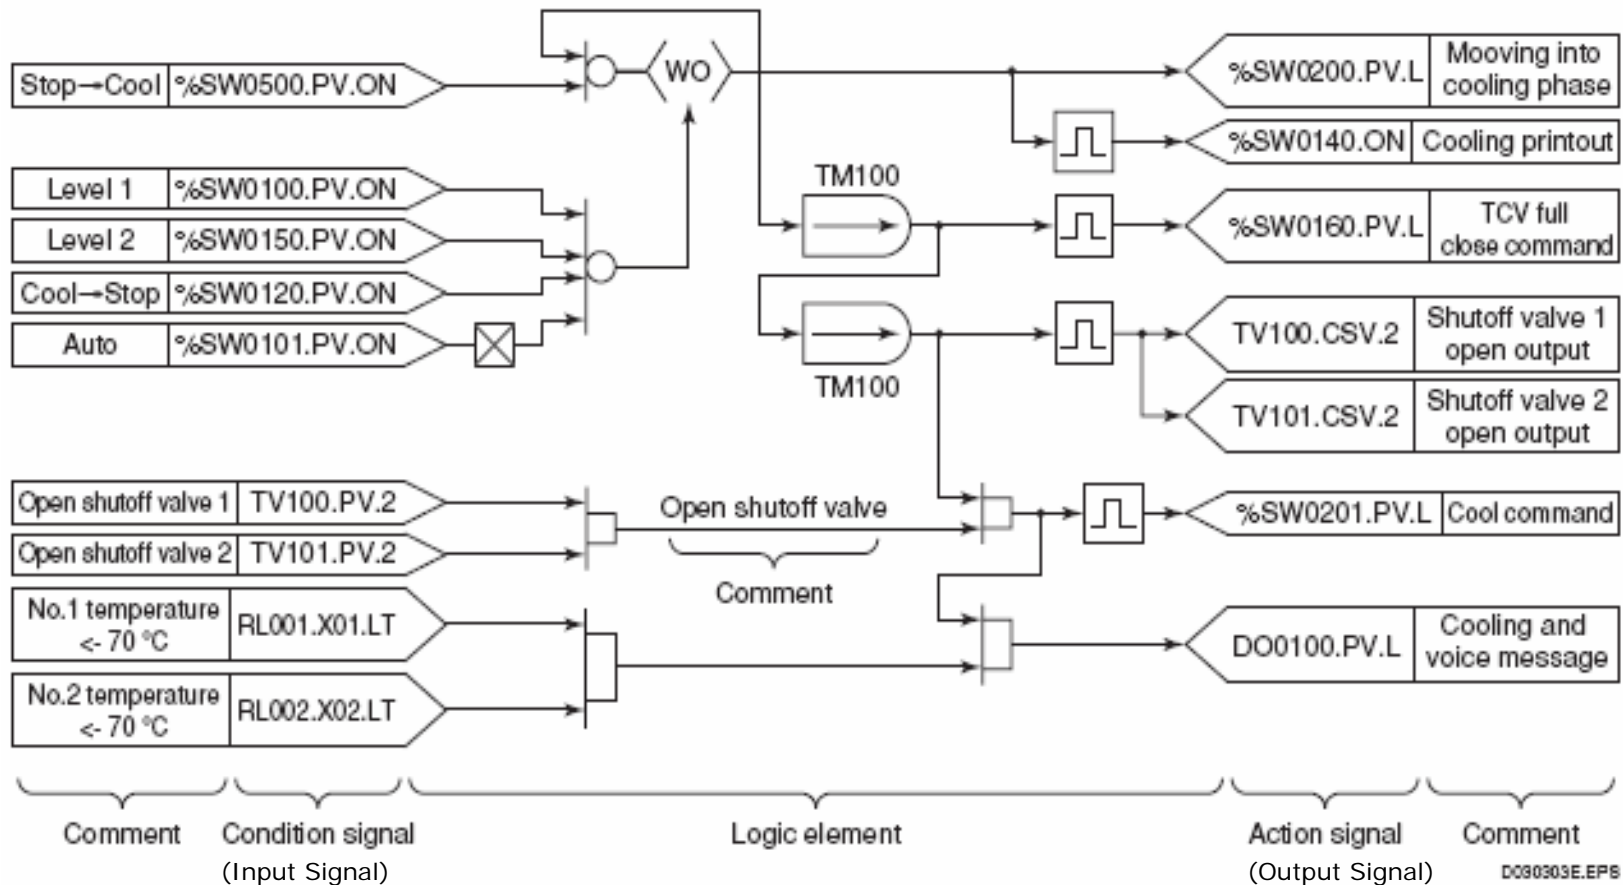 Stop→Cool %SW0500.PV.ON
WO
%SW0200.PV.L
Mooving into
cooling phase
%SW0140.ON Cooling printout
Level 1 %SW0100.PV.ON
Level 2 %SW0150.PV.ON
Cool→Stop %SW0120.PV.ON
Auto %SW0101.PV.ON
TM100
%SW0160.PV.L
TCV full
close command
TM100
TV100.CSV.2
Shutoff valve 1
open output
TV101.CSV.2
Shutoff valve 2
open output
Open shutoff valve 1 TV100.PV.2
Open shutoff valve 2 TV101.PV.2
Open shutoff valve
Comment
%SW0201.PV.L Cool command
No.1 temperature
<- 70 °C
RL001.X01.LT
No.2 temperature
<- 70 °C
RL002.X02.LT
DO0100.PV.L
Cooling and
voice message
Comment
Condition signal
(Input Signal)
Logic element
Action signal
(Output Signal)
Comment
D030303E.EPS